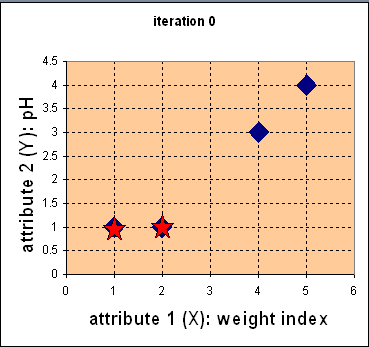 iteration 0
attribute 2 (Y): pH
4.5
4
3.5
3
2.5
2
1.5
1
0.5
0
0 1 2 3 4 5 6
attribute 1 (X): weight index